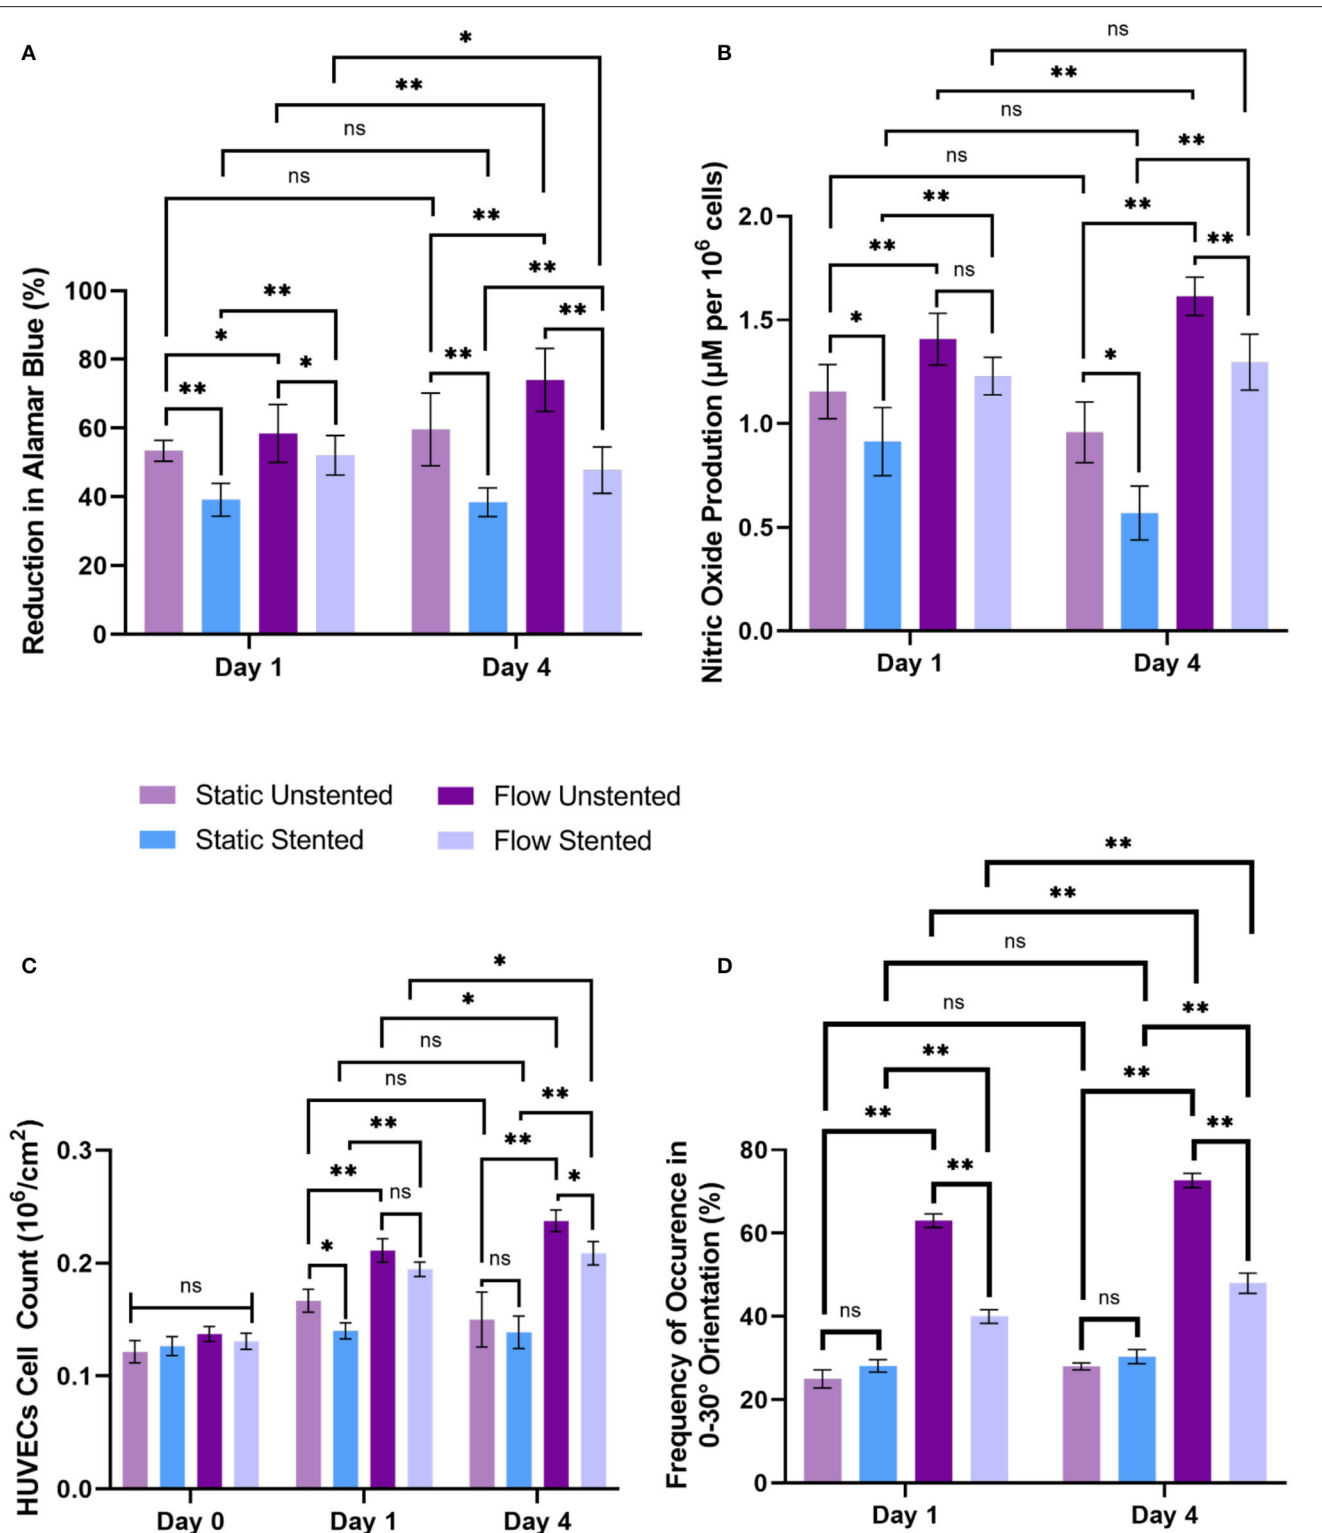 A
*
**
ns
ns
**
**
**
*
**
*
**
**
Reduction in Alamar Blue (%)
100
80
60
40
20
0
Day 1
Day 4
B
ns
**
ns
ns
**
**
**
**
**
ns
*
*
Nitric Oxide Prodution (µM per 10⁶ cells)
2.0
1.5
1.0
0.5
0.0
Day 1
Day 4
Static Unstented
Flow Unstented
Static Stented
Flow Stented
C
*
*
ns
ns
**
**
**
**
*
ns
*
ns
ns
HUVECs Cell Count (10⁶/cm²)
0.3
0.2
0.1
0.0
Day 0
Day 1
Day 4
D
**
**
ns
ns
**
**
**
**
**
**
ns
ns
Frequency of Occurence in
0-30° Orientation (%)
80
60
40
20
0
Day 1
Day 4